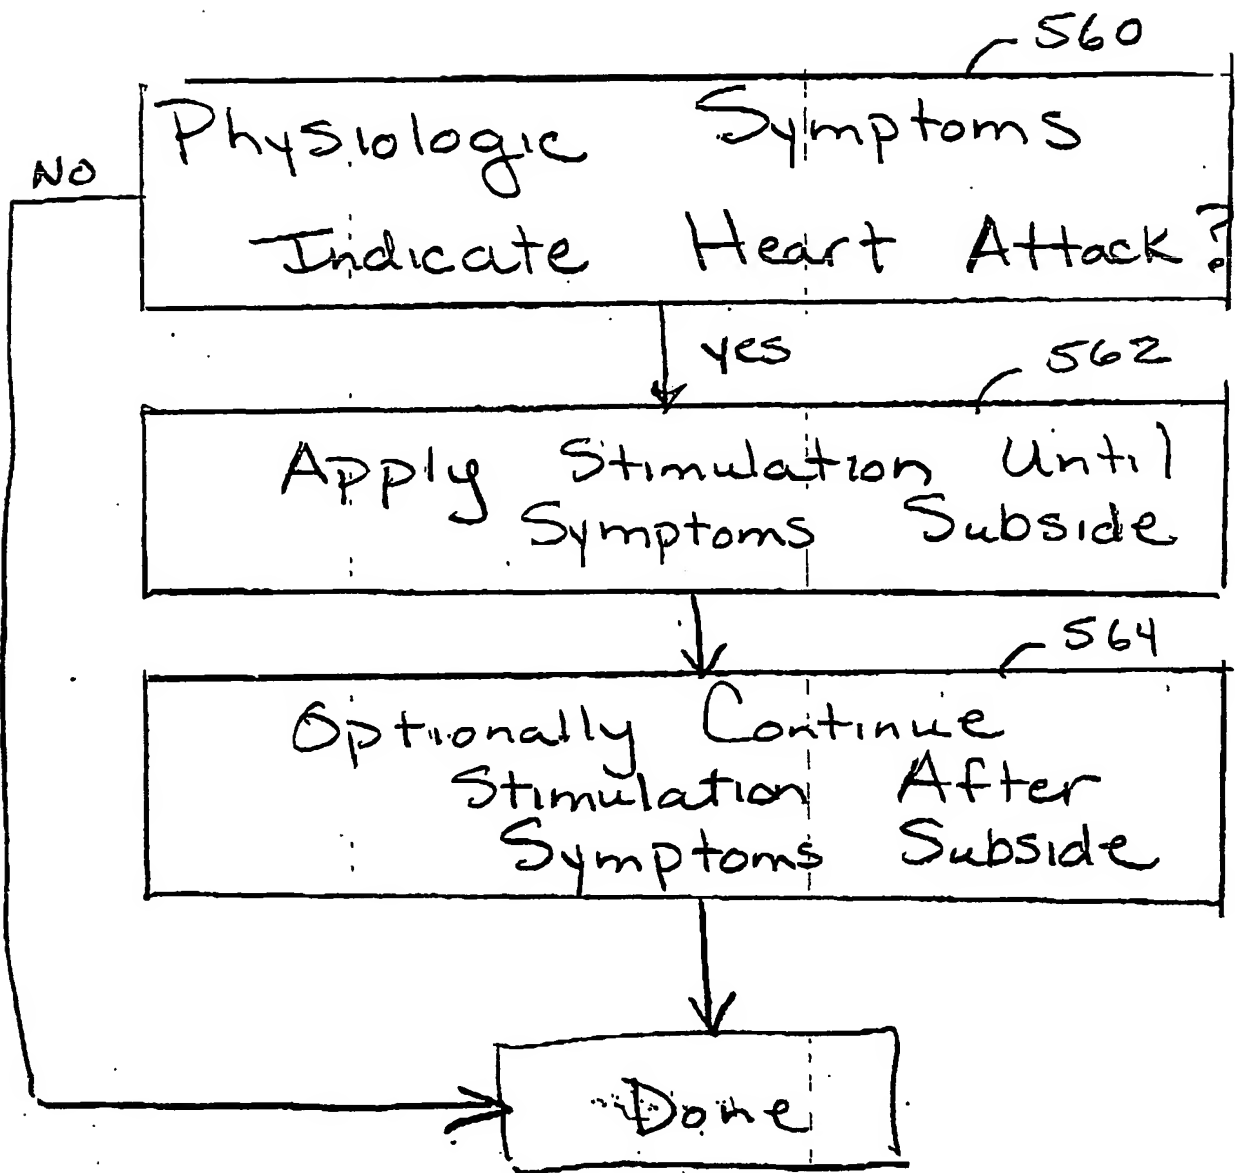 560
Physiologic Symptoms
NO
Indicate Heart Attack?
yes
562
Apply Stimulation Until
Symptoms Subside
564
Optionally Continue
Stimulation After
Symptoms Subside
Done